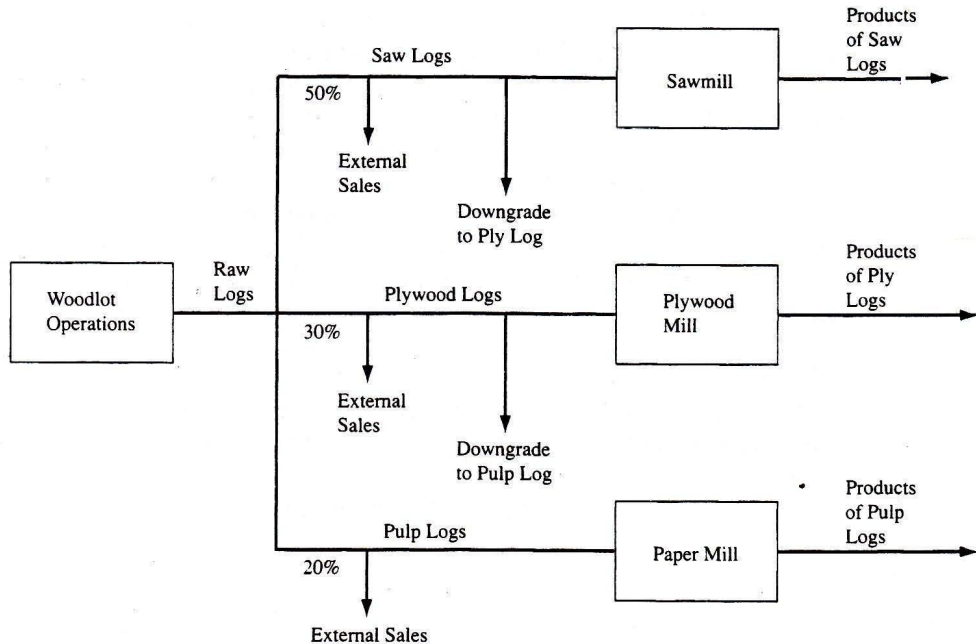 Products
of Saw
Logs
Saw Logs
Sawmill
50%
External
Sales
Downgrade
to Ply Log
Products
of Ply
Logs
Raw
Logs
Plywood Logs
Woodlot
Operations
Plywood
Mill
30%
External
Sales
Downgrade
to Pulp Log
Products
of Pulp
Logs
Pulp Logs
Paper Mill
20%
External Sales